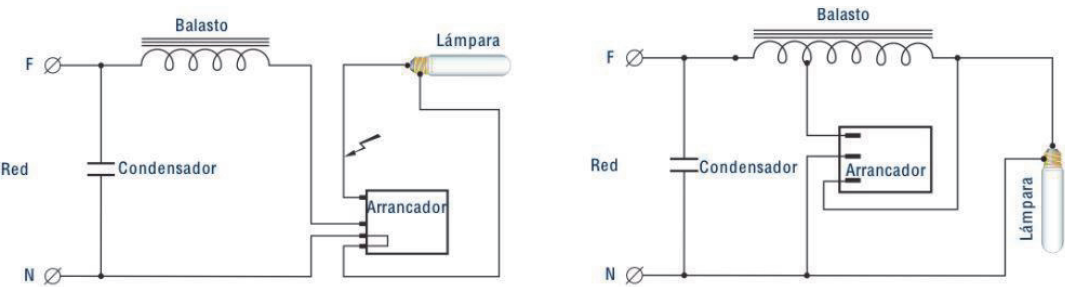 Balasto
F
Lámpara
Red
Condensador
Arrancador
N
Balasto
F
Red
Condensador
Arrancador
Lámpara
N